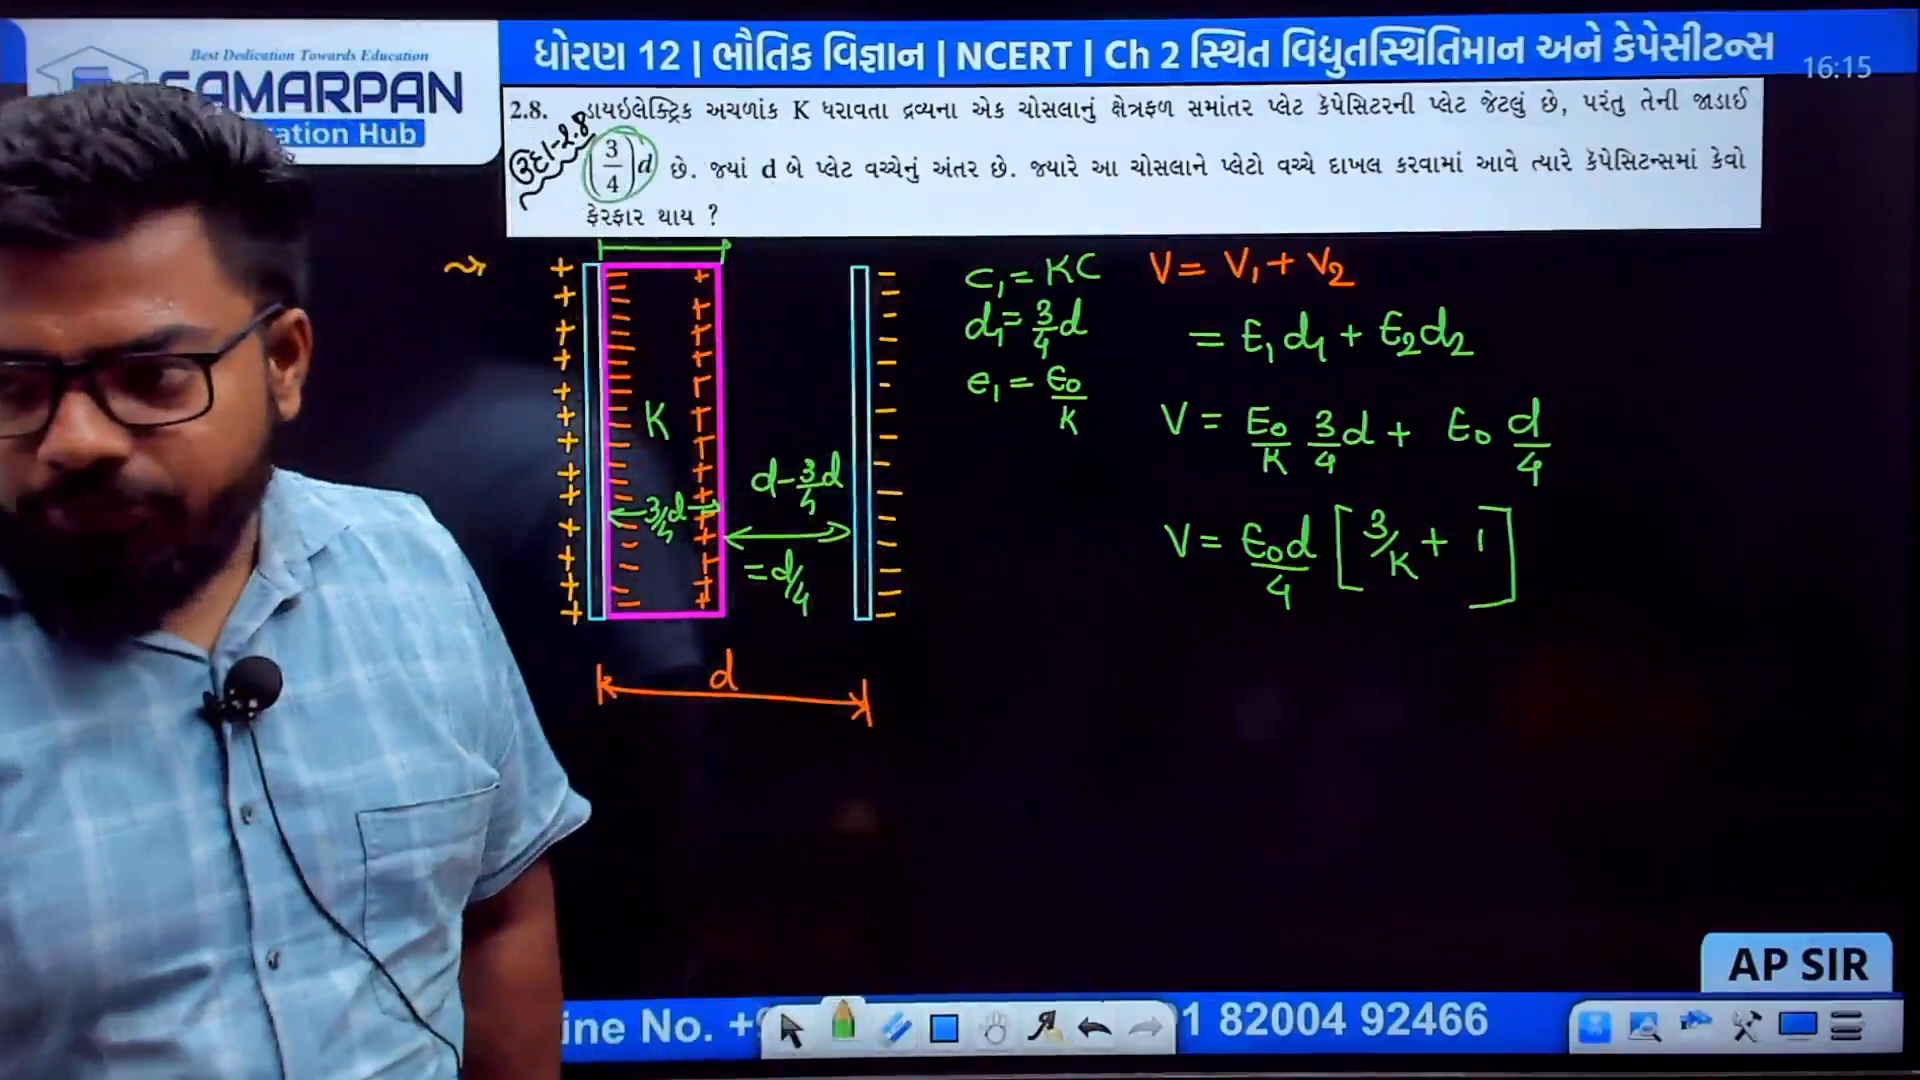 Best Dedication Towards Education
SAMARPAN
ation Hub
ધોરણ 12 | ભૌતિક વિજ્ઞાન | NCERT | Ch 2 સ્થિત વિદ્યુતસ્થિતિમાન અને કેપેસીટન્સ
16:15
2.8. ડાયઇલેક્ટ્રિક અચળાંક K ધરાવતા દ્રવ્યના એક ચોસલાનું ક્ષેત્રફળ સમાંતર પ્લેટ કૅપેસિટરની પ્લેટ જેટલું છે, પરંતુ તેની જાડાઈ
ઉદા-2.8
(3/4)d છે. જ્યાં d બે પ્લેટ વચ્ચેનું અંતર છે. જ્યારે આ ચોસલાને પ્લેટો વચ્ચે દાખલ કરવામાં આવે ત્યારે કૅપેસિટન્સમાં કેવો
ફેરફાર થાય ?
K
3/4d
d-3/4d
=d/4
d
C₁ = KC
d₁ = 3/4 d
E₁ = E₀/K
V = V₁ + V₂
= E₁d₁ + E₂d₂
V = E₀/K 3/4 d + E₀ d/4
V = E₀d/4 [3/K + 1]
AP SIR
ine No. +9
1 82004 92466